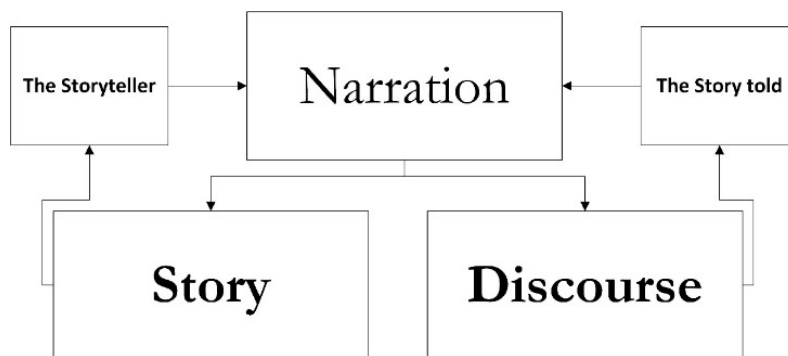 The Storyteller
Narration
The Story told
Story
Discourse